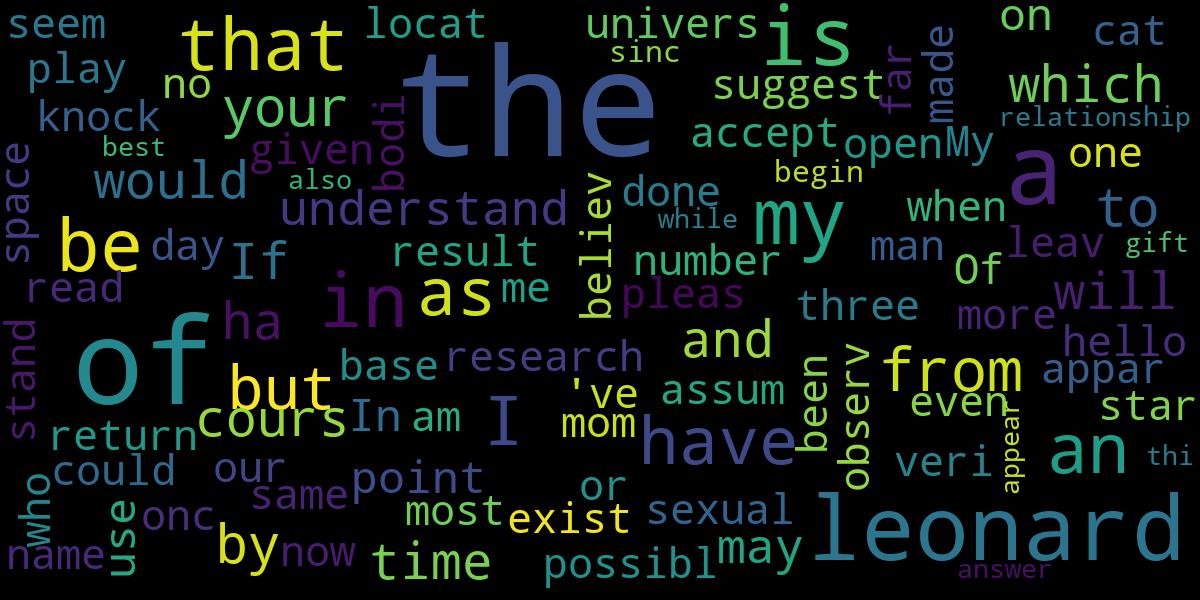 seem
locat
univers
is
on
cat
that
the
sinc
far
made
play
no
suggest
which
knock
your
bodi
accept
open
My
relationship
best
given
one
space
would
also
understand
believ
done
while
begin
my
when
a
to
be
day
If
result
number
man
Of
leav
gift
read
ha
in
as
me
pleas
three
more
will
of
stand
but
base
research
and
been
observ
from
appar
hello
've
assum
even
star
return
cours
In
am
I
mom
have
veri
appear
an
thi
could
our
point
or
who
use
onc
same
most
exist
sexual
leonard
name
by
now
time
possibl
may
answer